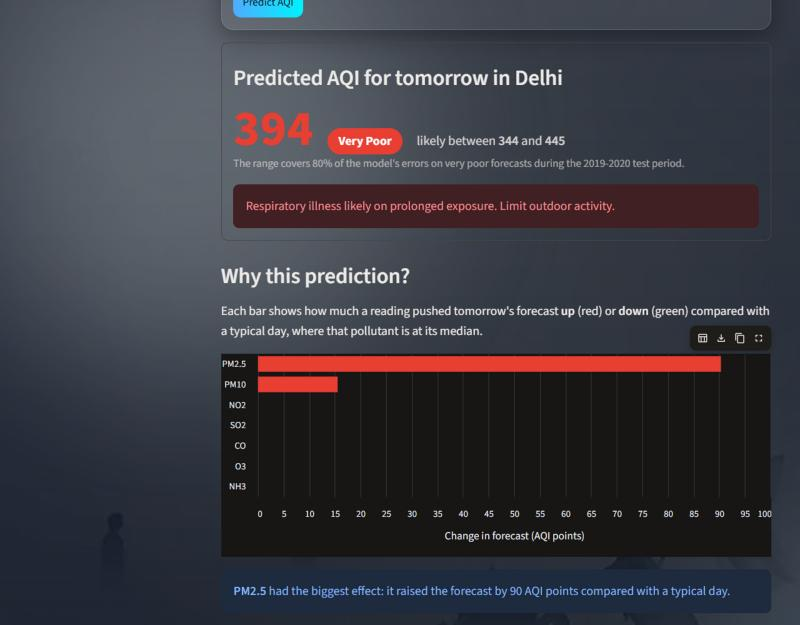 Predict AQI
Predicted AQI for tomorrow in Delhi
394 Very Poor likely between 344 and 445
The range covers 80% of the model's errors on very poor forecasts during the 2019-2020 test period.
Respiratory illness likely on prolonged exposure. Limit outdoor activity.
Why this prediction?
Each bar shows how much a reading pushed tomorrow's forecast up (red) or down (green) compared with
a typical day, where that pollutant is at its median.
PM2.5
PM10
NO2
SO2
CO
O3
NH3
0 5 10 15 20 25 30 35 40 45 50 55 60 65 70 75 80 85 90 95 100
Change in forecast (AQI points)
PM2.5 had the biggest effect: it raised the forecast by 90 AQI points compared with a typical day.